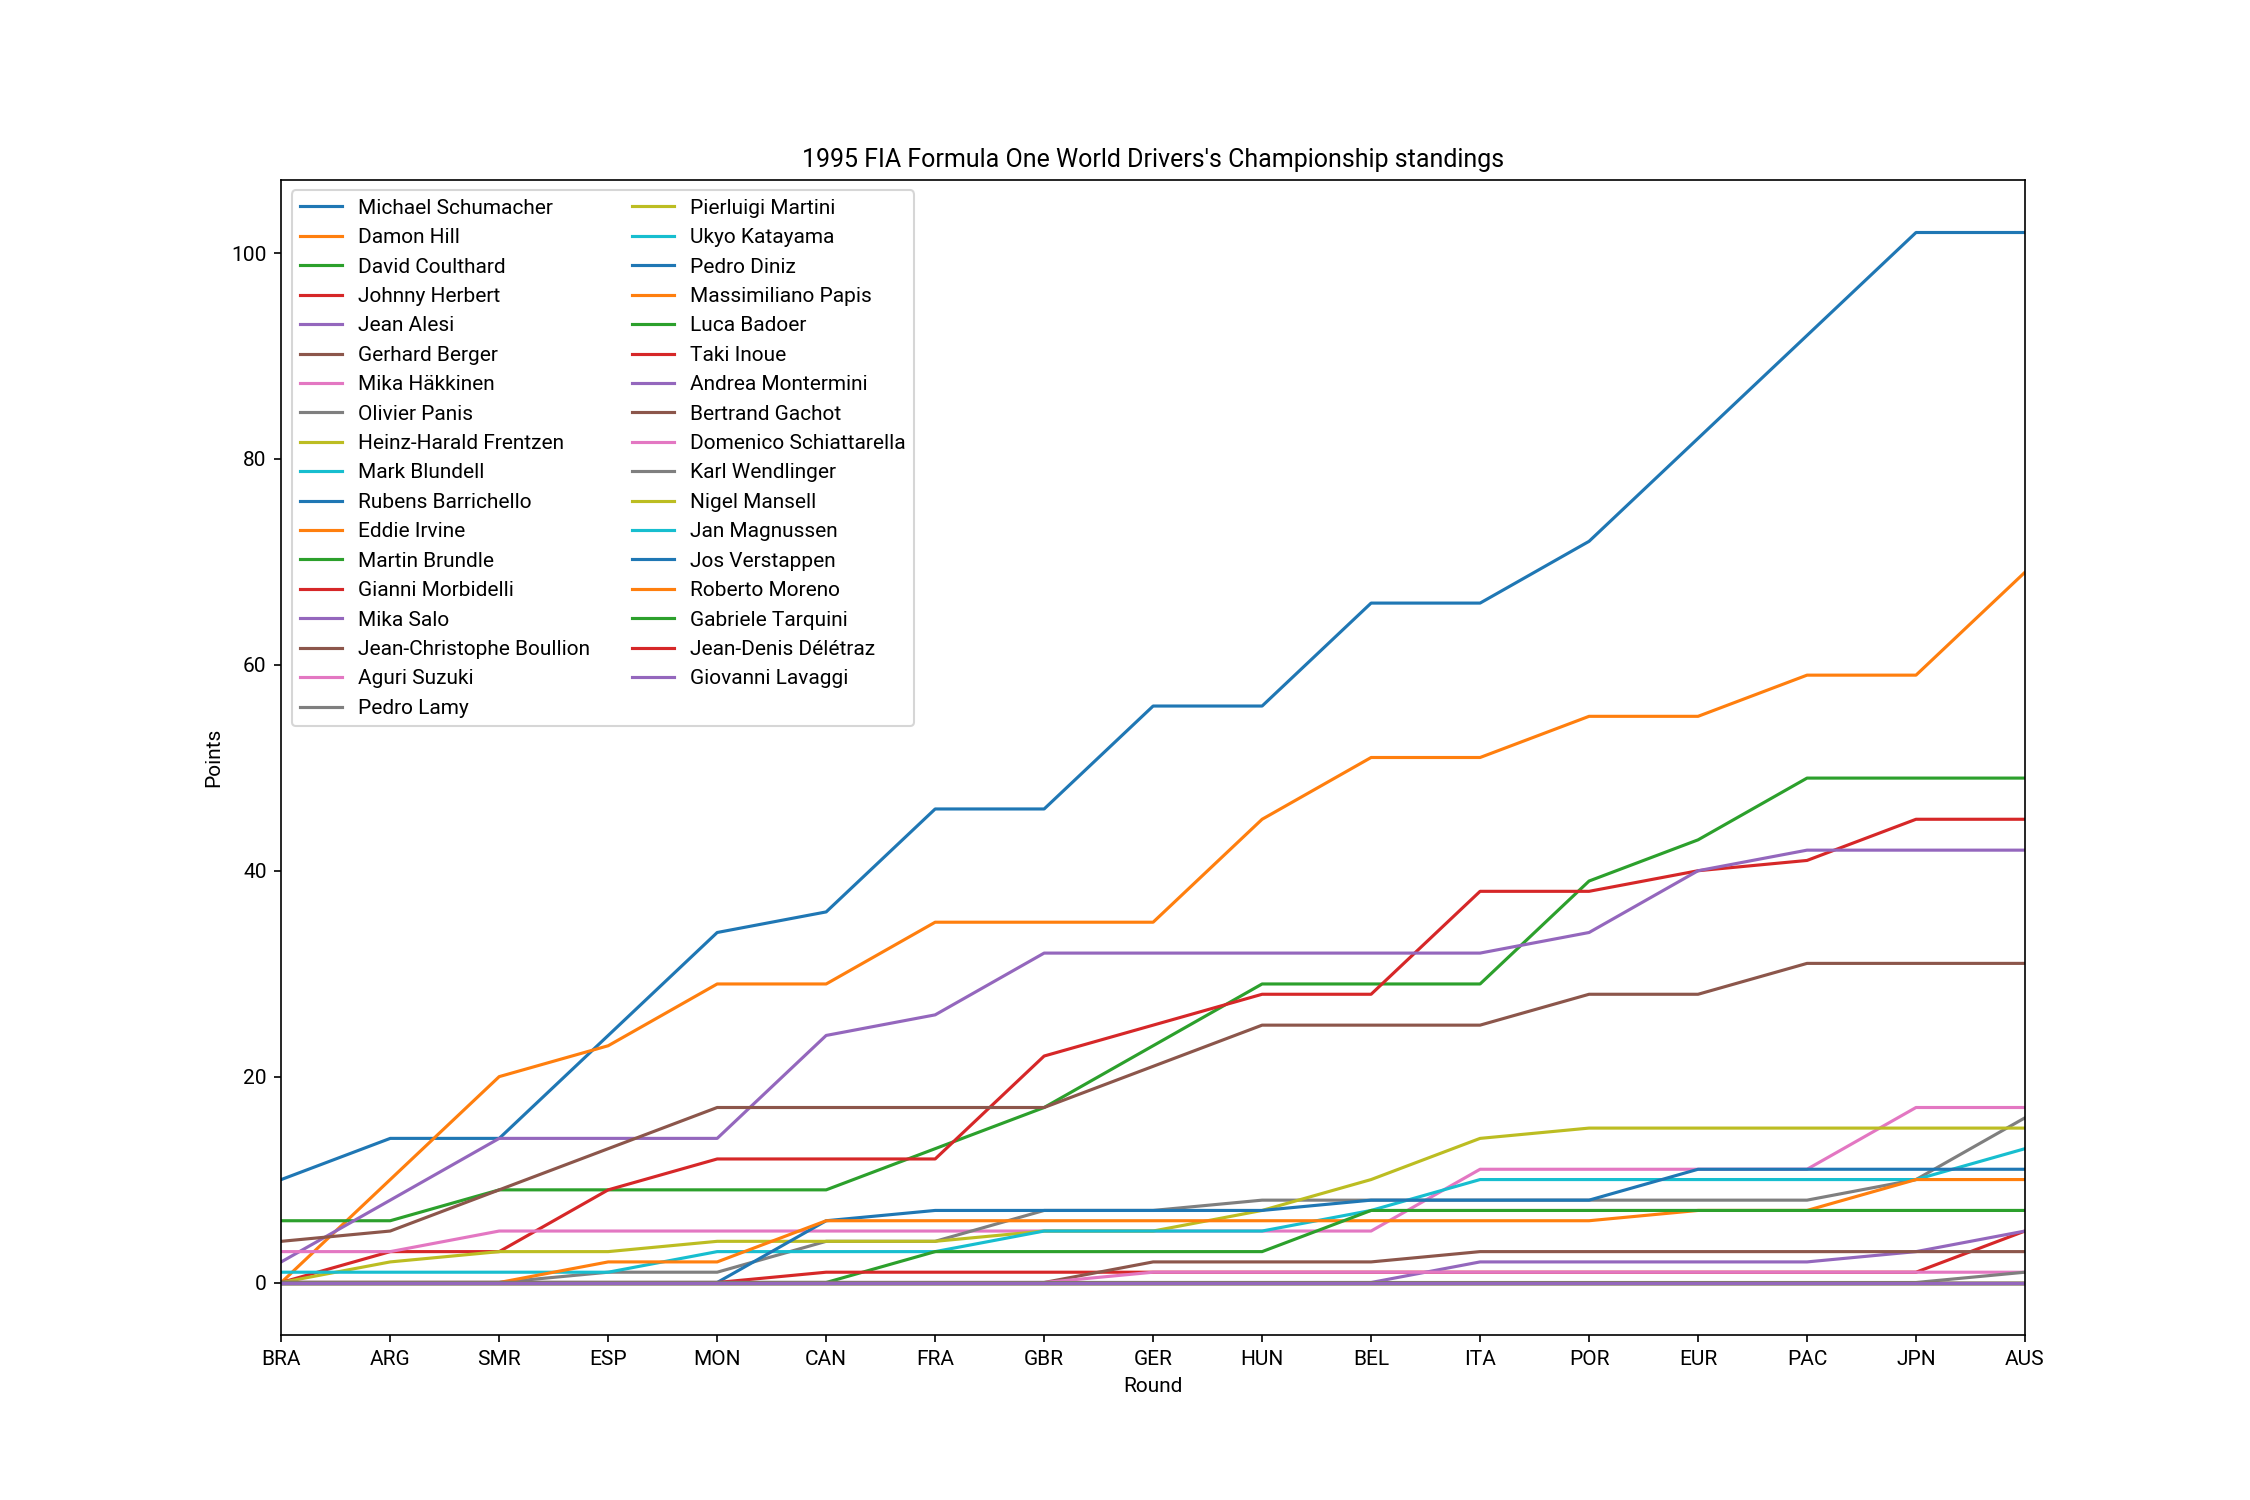 1995 FIA Formula One World Drivers's Championship standings
Michael Schumacher
Damon Hill
David Coulthard
Johnny Herbert
Jean Alesi
Gerhard Berger
Mika Häkkinen
Olivier Panis
Heinz-Harald Frentzen
Mark Blundell
Rubens Barrichello
Eddie Irvine
Martin Brundle
Gianni Morbidelli
Mika Salo
Jean-Christophe Boullion
Aguri Suzuki
Pedro Lamy
Pierluigi Martini
Ukyo Katayama
Pedro Diniz
Massimiliano Papis
Luca Badoer
Taki Inoue
Andrea Montermini
Bertrand Gachot
Domenico Schiattarella
Karl Wendlinger
Nigel Mansell
Jan Magnussen
Jos Verstappen
Roberto Moreno
Gabriele Tarquini
Jean-Denis Délétraz
Giovanni Lavaggi
100
80
60
40
20
0
Points
BRA ARG SMR ESP MON CAN FRA GBR GER HUN BEL ITA POR EUR PAC JPN AUS
Round